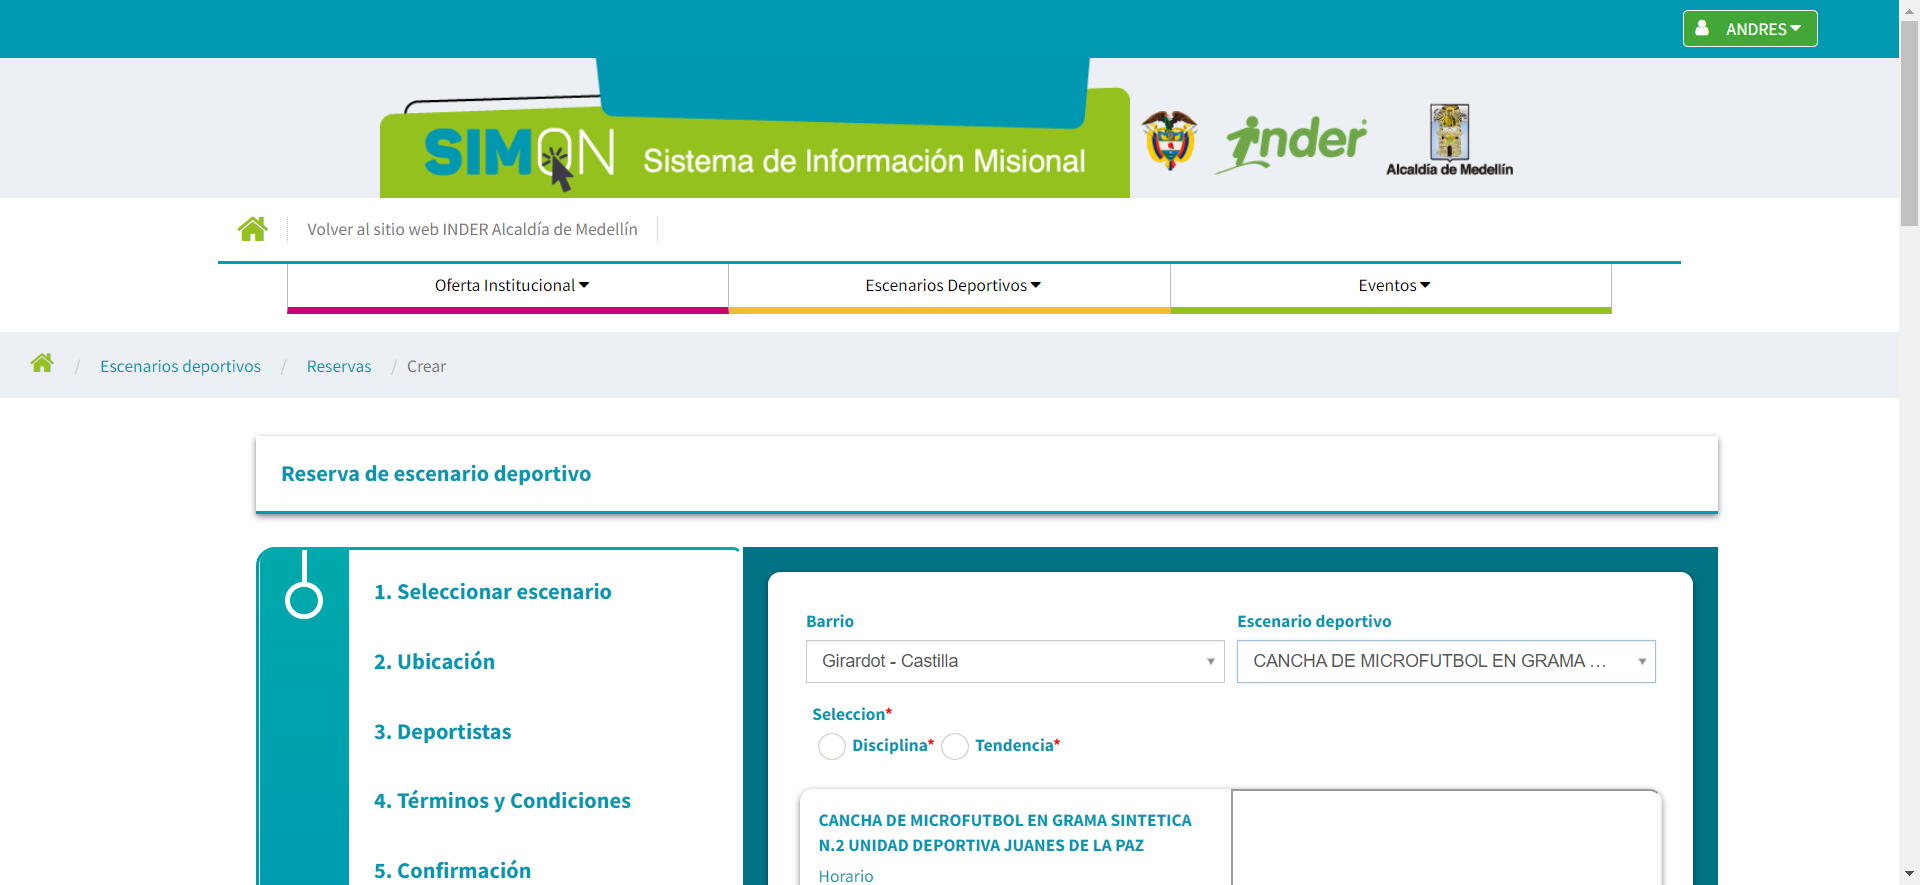 ANDRES
SIMON Sistema de Información Misional
inder
Alcaldía de Medellín
Volver al sitio web INDER Alcaldía de Medellín
Oferta Institucional Escenarios Deportivos Eventos
/ Escenarios deportivos / Reservas / Crear
Reserva de escenario deportivo
1. Seleccionar escenario
2. Ubicación
3. Deportistas
4. Términos y Condiciones
5. Confirmación
Barrio Escenario deportivo
Girardot - Castilla CANCHA DE MICROFUTBOL EN GRAMA ...
Seleccion*
Disciplina* Tendencia*
CANCHA DE MICROFUTBOL EN GRAMA SINTETICA
N.2 UNIDAD DEPORTIVA JUANES DE LA PAZ
Horario